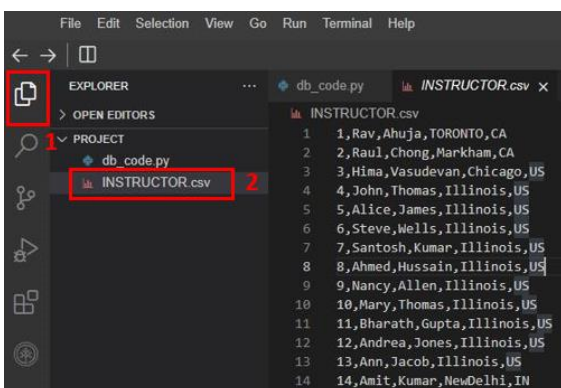 File Edit Selection View Go Run Terminal Help
EXPLORER ...
> OPEN EDITORS
PROJECT
db_code.py
INSTRUCTOR.csv
1
2
db_code.py
INSTRUCTOR.csv ×
INSTRUCTOR.csv
1 1,Rav,Ahuja,TORONTO,CA
2 2,Raul,Chong,Markham,CA
3 3,Hima,Vasudevan,Chicago,US
4 4,John,Thomas,Illinois,US
5 5,Alice,James,Illinois,US
6 6,Steve,Wells,Illinois,US
7 7,Santosh,Kumar,Illinois,US
8 8,Ahmed,Hussain,Illinois,US
9 9,Nancy,Allen,Illinois,US
10 10,Mary,Thomas,Illinois,US
11 11,Bharath,Gupta,Illinois,US
12 12,Andrea,Jones,Illinois,US
13 13,Ann,Jacob,Illinois,US
14 14,Amit,Kumar,NewDelhi,IN